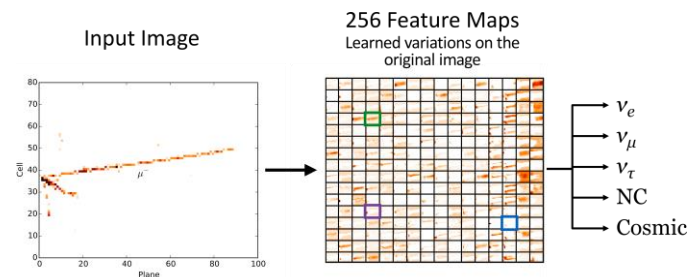 Input Image
256 Feature Maps
Learned variations on the
original image
80
70
60
50
40
30
20
10
0
Cell
μ⁻
0 20 40 60 80 100
Plane
νe
νμ
ντ
NC
Cosmic